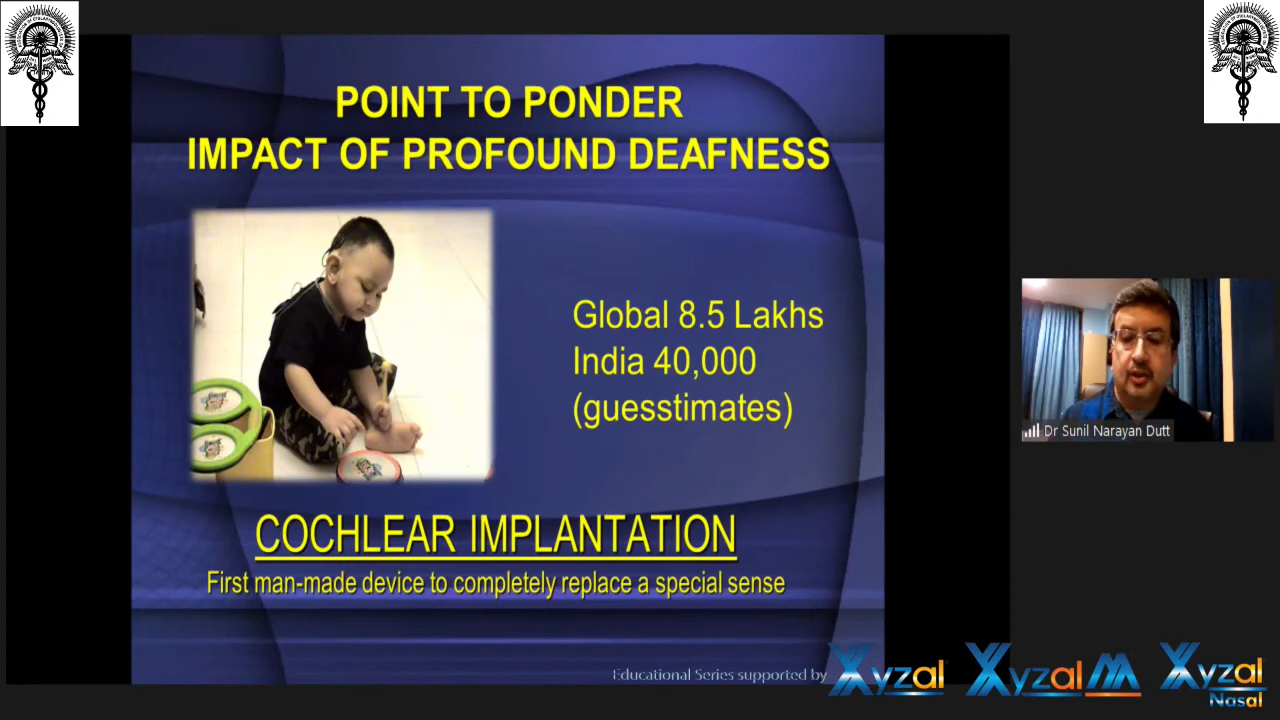 POINT TO PONDER
IMPACT OF PROFOUND DEAFNESS
Global 8.5 Lakhs
India 40,000
(guesstimates)
COCHLEAR IMPLANTATION
First man-made device to completely replace a special sense
Dr Sunil Narayan Dutt
Educational Series supported by
Xyzal
Xyzal M
Xyzal
Nasal